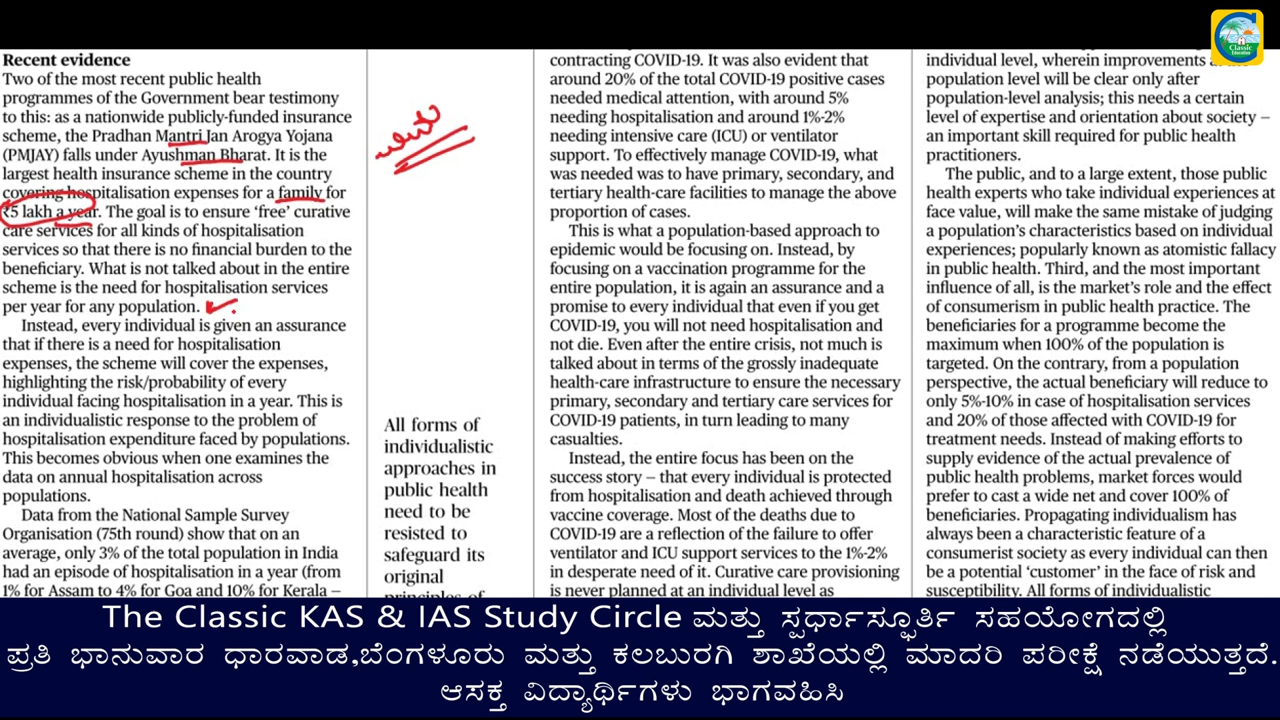 Classic
Education
Recent evidence
Two of the most recent public health
programmes of the Government bear testimony
to this: as a nationwide publicly-funded insurance
scheme, the Pradhan Mantri Jan Arogya Yojana
(PMJAY) falls under Ayushman Bharat. It is the
largest health insurance scheme in the country
covering hospitalisation expenses for a family for
₹5 lakh a year. The goal is to ensure ‘free’ curative
care services for all kinds of hospitalisation
services so that there is no financial burden to the
beneficiary. What is not talked about in the entire
scheme is the need for hospitalisation services
per year for any population.
Instead, every individual is given an assurance
that if there is a need for hospitalisation
expenses, the scheme will cover the expenses,
highlighting the risk/probability of every
individual facing hospitalisation in a year. This is
an individualistic response to the problem of
hospitalisation expenditure faced by populations.
This becomes obvious when one examines the
data on annual hospitalisation across
populations.
Data from the National Sample Survey
Organisation (75th round) show that on an
average, only 3% of the total population in India
had an episode of hospitalisation in a year (from
1% for Assam to 4% for Goa and 10% for Kerala –
All forms of
individualistic
approaches in
public health
need to be
resisted to
safeguard its
original
principles of
contracting COVID-19. It was also evident that
around 20% of the total COVID-19 positive cases
needed medical attention, with around 5%
needing hospitalisation and around 1%-2%
needing intensive care (ICU) or ventilator
support. To effectively manage COVID-19, what
was needed was to have primary, secondary, and
tertiary health-care facilities to manage the above
proportion of cases.
This is what a population-based approach to
epidemic would be focusing on. Instead, by
focusing on a vaccination programme for the
entire population, it is again an assurance and a
promise to every individual that even if you get
COVID-19, you will not need hospitalisation and
not die. Even after the entire crisis, not much is
talked about in terms of the grossly inadequate
health-care infrastructure to ensure the necessary
primary, secondary and tertiary care services for
COVID-19 patients, in turn leading to many
casualties.
Instead, the entire focus has been on the
success story – that every individual is protected
from hospitalisation and death achieved through
vaccine coverage. Most of the deaths due to
COVID-19 are a reflection of the failure to offer
ventilator and ICU support services to the 1%-2%
in desperate need of it. Curative care provisioning
is never planned at an individual level as
individual level, wherein improvements at the
population level will be clear only after
population-level analysis; this needs a certain
level of expertise and orientation about society –
an important skill required for public health
practitioners.
The public, and to a large extent, those public
health experts who take individual experiences at
face value, will make the same mistake of judging
a population’s characteristics based on individual
experiences; popularly known as atomistic fallacy
in public health. Third, and the most important
influence of all, is the market’s role and the effect
of consumerism in public health practice. The
beneficiaries for a programme become the
maximum when 100% of the population is
targeted. On the contrary, from a population
perspective, the actual beneficiary will reduce to
only 5%-10% in case of hospitalisation services
and 20% of those affected with COVID-19 for
treatment needs. Instead of making efforts to
supply evidence of the actual prevalence of
public health problems, market forces would
prefer to cast a wide net and cover 100% of
beneficiaries. Propagating individualism has
always been a characteristic feature of a
consumerist society as every individual can then
be a potential ‘customer’ in the face of risk and
susceptibility. All forms of individualistic
The Classic KAS & IAS Study Circle ಮತ್ತು ಸ್ಪರ್ಧಾಸ್ಫೂರ್ತಿ ಸಹಯೋಗದಲ್ಲಿ
ಪ್ರತಿ ಭಾನುವಾರ ಧಾರವಾಡ,ಬೆಂಗಳೂರು ಮತ್ತು ಕಲಬುರಗಿ ಶಾಖೆಯಲ್ಲಿ ಮಾದರಿ ಪರೀಕ್ಷೆ ನಡೆಯುತ್ತದೆ.
ಆಸಕ್ತ ವಿದ್ಯಾರ್ಥಿಗಳು ಭಾಗವಹಿಸಿ